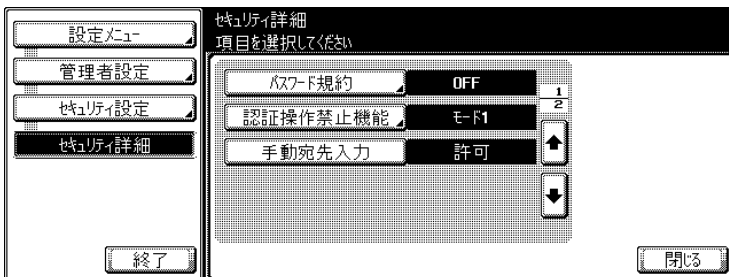 設定メニュー
管理者設定
セキュリティ設定
セキュリティ詳細
終了
セキュリティ詳細
項目を選択してください
パスワード規約 OFF
認証操作禁止機能 モード1
手動宛先入力 許可
1
2
閉じる